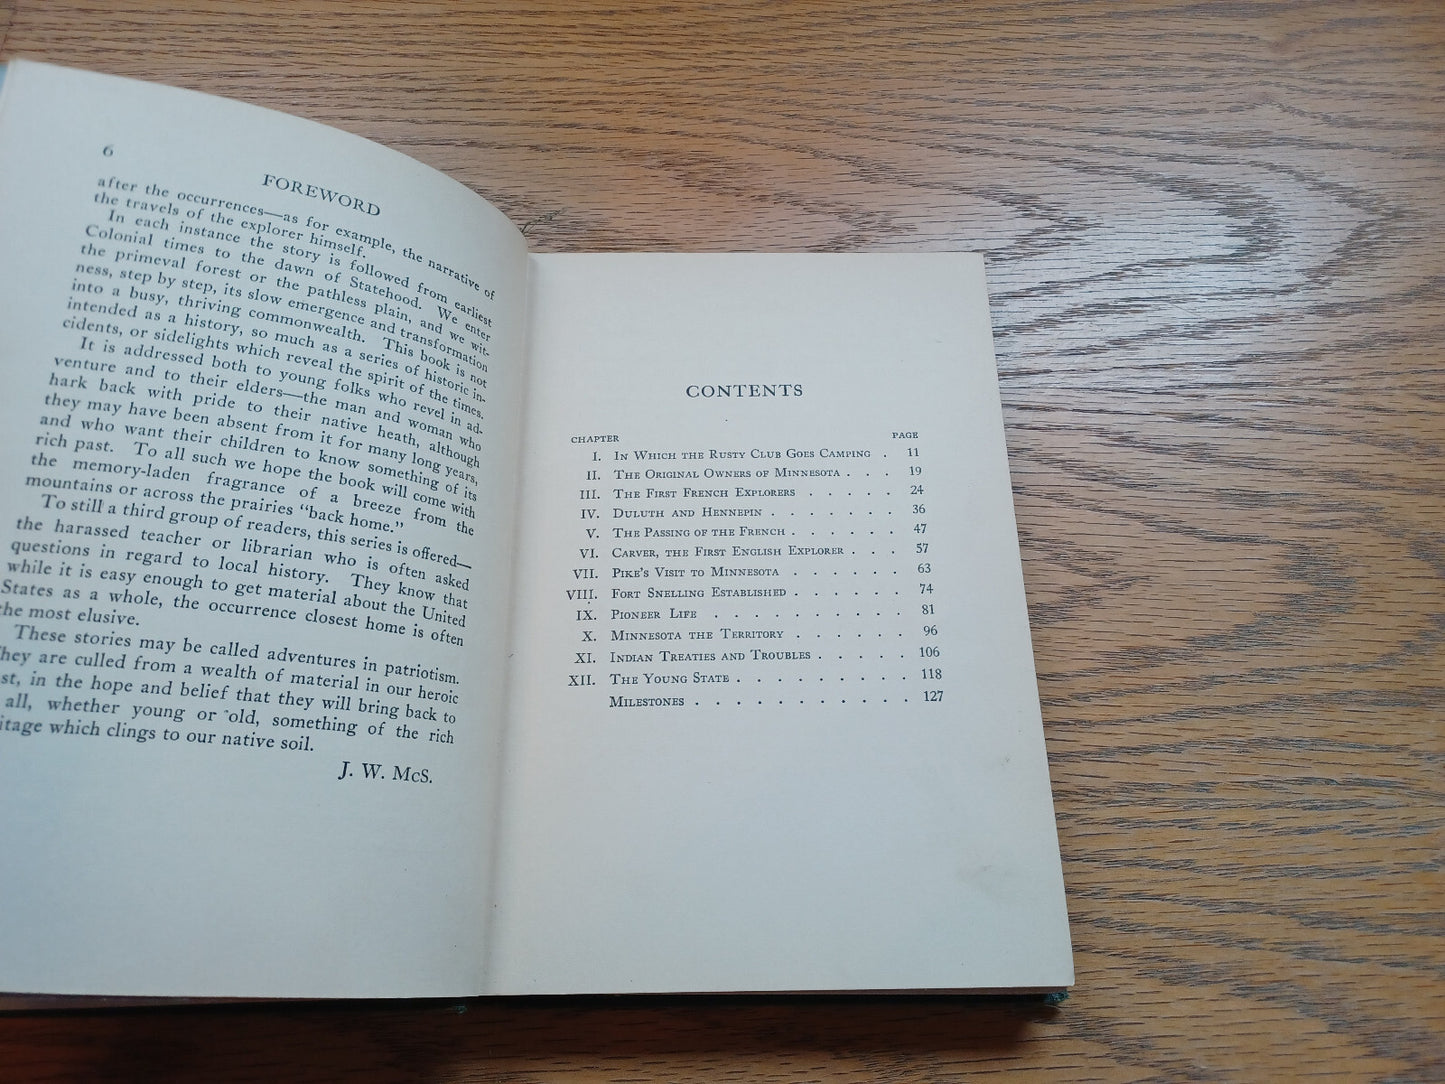 6
FOREWORD
after the occurrences—as for example, the narrative of
the travels of the explorer himself.
In each instance the story is followed from earliest
Colonial times to the dawn of Statehood. We enter
the primeval forest or the pathless plain, and we wit-
ness, step by step, its slow emergence and transformation
into a busy, thriving commonwealth. This book is not
intended as a history, so much as a series of historic in-
cidents, or sidelights which reveal the spirit of the times.
It is addressed both to young folks who revel in ad-
venture and to their elders—the man and woman who
hark back with pride to their native heath, although
they may have been absent from it for many long years,
and who want their children to know something of its
rich past. To all such we hope the book will come with
the memory-laden fragrance of a breeze from the
mountains or across the prairies "back home."
To still a third group of readers, this series is offered—
the harassed teacher or librarian who is often asked
questions in regard to local history. They know that
while it is easy enough to get material about the United
States as a whole, the occurrence closest home is often
the most elusive.
These stories may be called adventures in patriotism.
They are culled from a wealth of material in our heroic
st, in the hope and belief that they will bring back to
all, whether young or old, something of the rich
itage which clings to our native soil.
J. W. McS.
CONTENTS
CHAPTER PAGE
I. In Which the Rusty Club Goes Camping . 11
II. The Original Owners of Minnesota . . . 19
III. The First French Explorers . . . . . 24
IV. Duluth and Hennepin . . . . . . . 36
V. The Passing of the French . . . . . . 47
VI. Carver, the First English Explorer . . . 57
VII. Pike's Visit to Minnesota . . . . . . 63
VIII. Fort Snelling Established . . . . . . 74
IX. Pioneer Life . . . . . . . . . 81
X. Minnesota the Territory . . . . . . 96
XI. Indian Treaties and Troubles . . . . . 106
XII. The Young State . . . . . . . . . 118
Milestones . . . . . . . . . . . 127